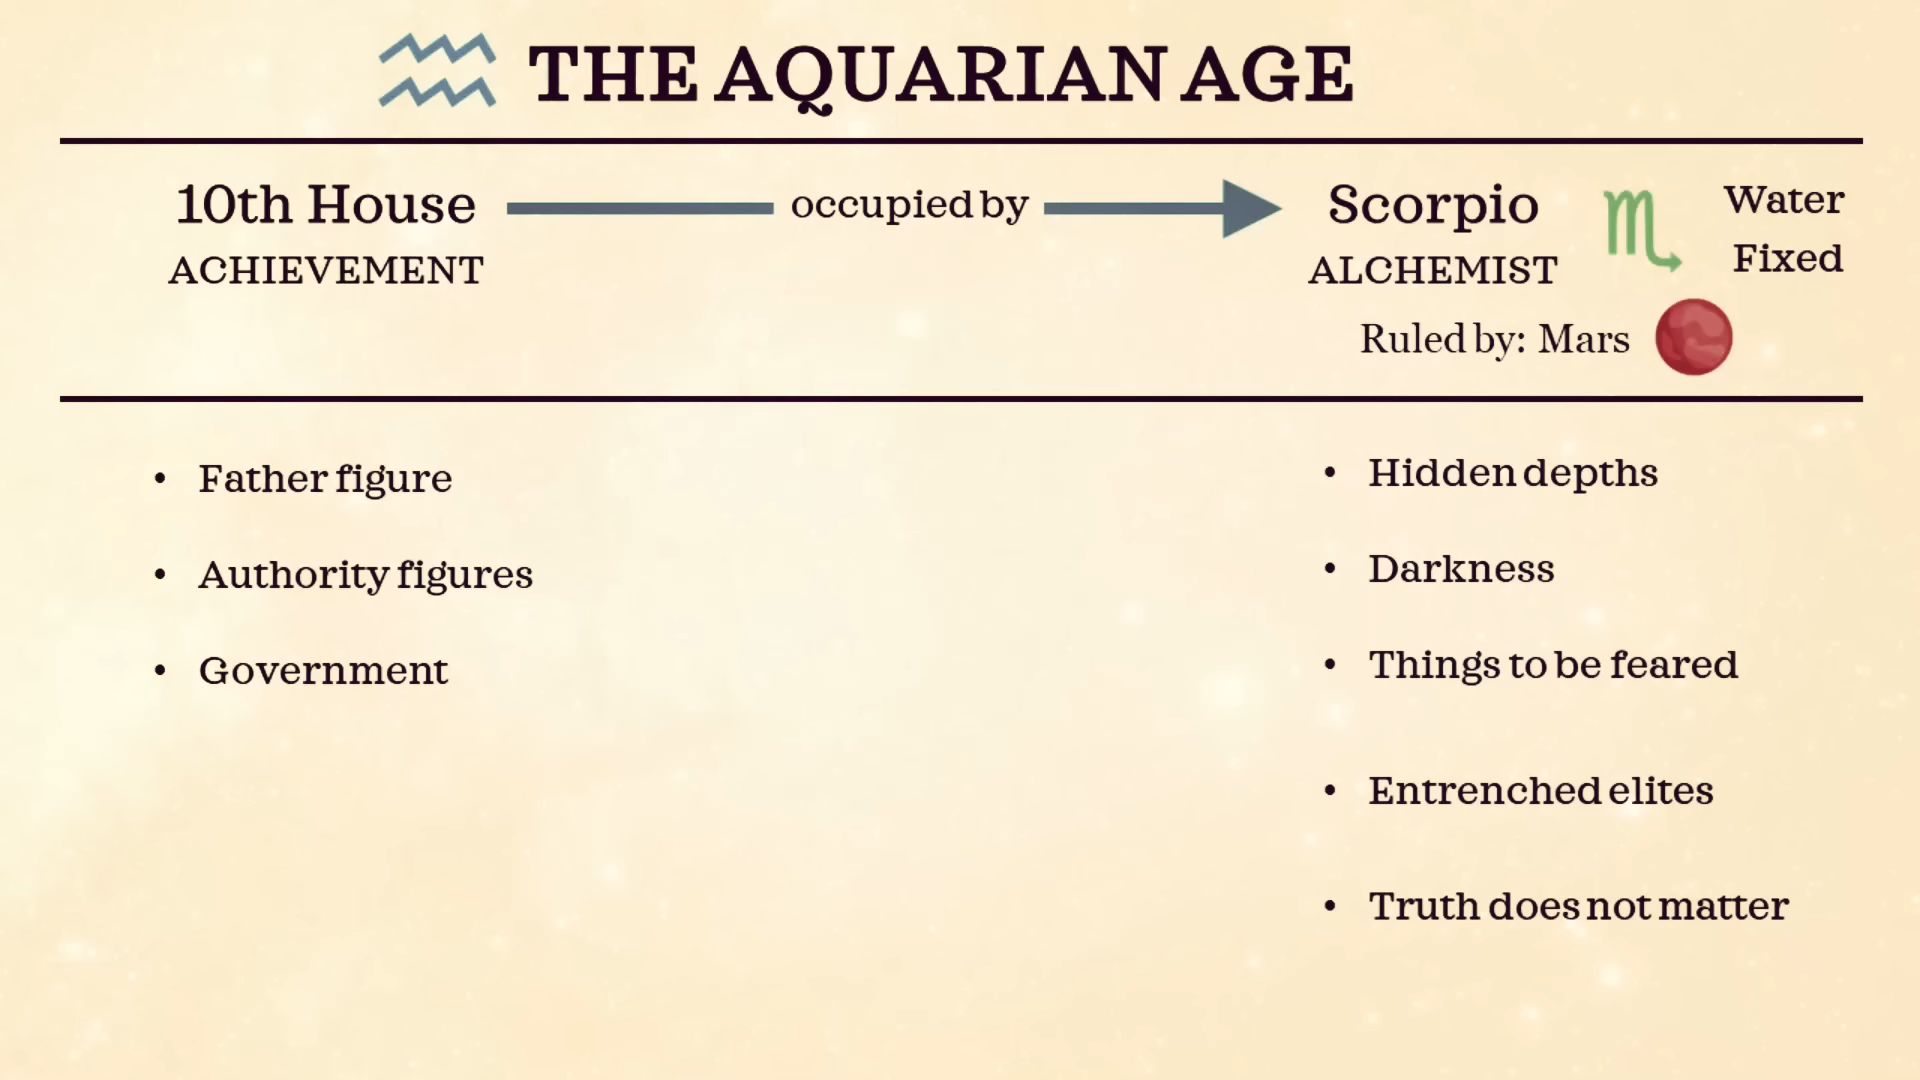 THE AQUARIAN AGE
10th House occupied by Scorpio Water
ACHIEVEMENT ALCHEMIST Fixed
Ruled by: Mars
• Father figure
• Authority figures
• Government
• Hidden depths
• Darkness
• Things to be feared
• Entrenched elites
• Truth does not matter